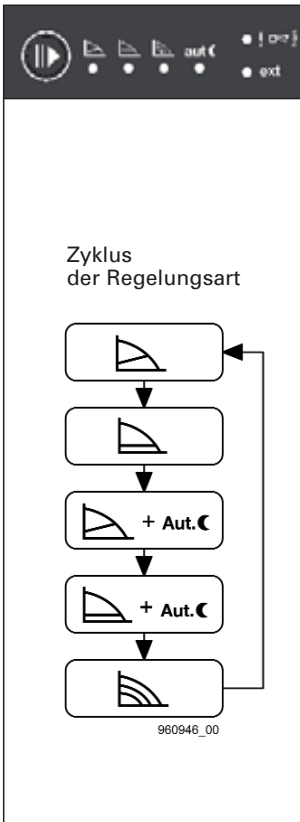 aut
ext
Zyklus
der Regelungsart
+ Aut.
+ Aut.
960946_00